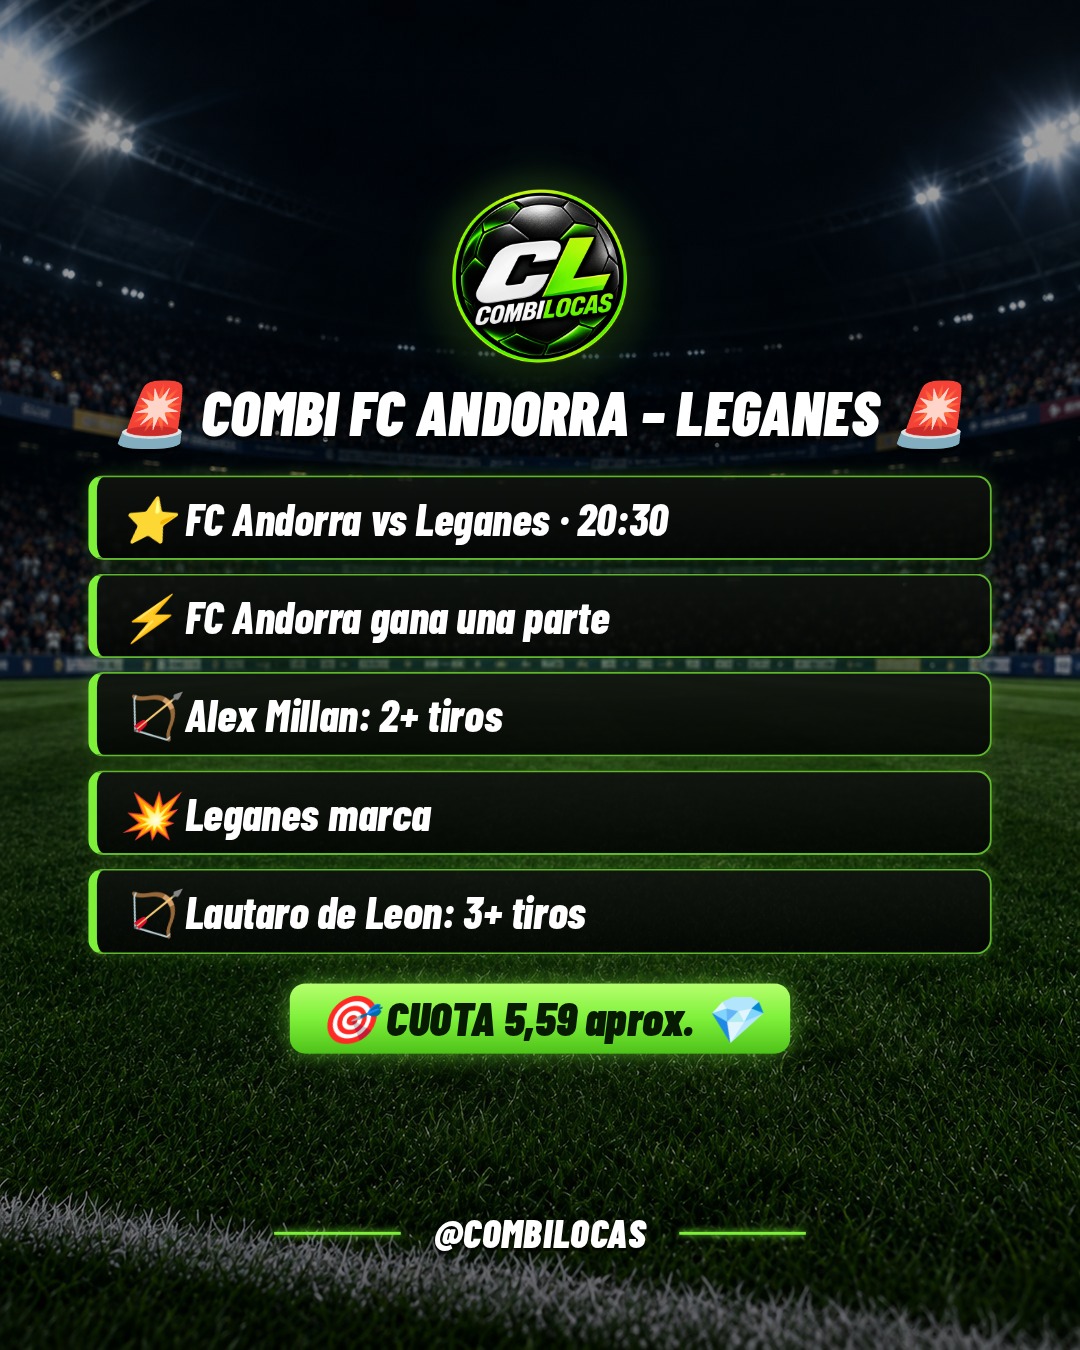 CL
COMBILOCAS
🚨 COMBI FC ANDORRA – LEGANES 🚨
⭐ FC Andorra vs Leganes · 20:30
⚡ FC Andorra gana una parte
🏹 Alex Millan: 2+ tiros
💥 Leganes marca
🏹 Lautaro de Leon: 3+ tiros
🎯 CUOTA 5,59 aprox. 💎
@COMBILOCAS